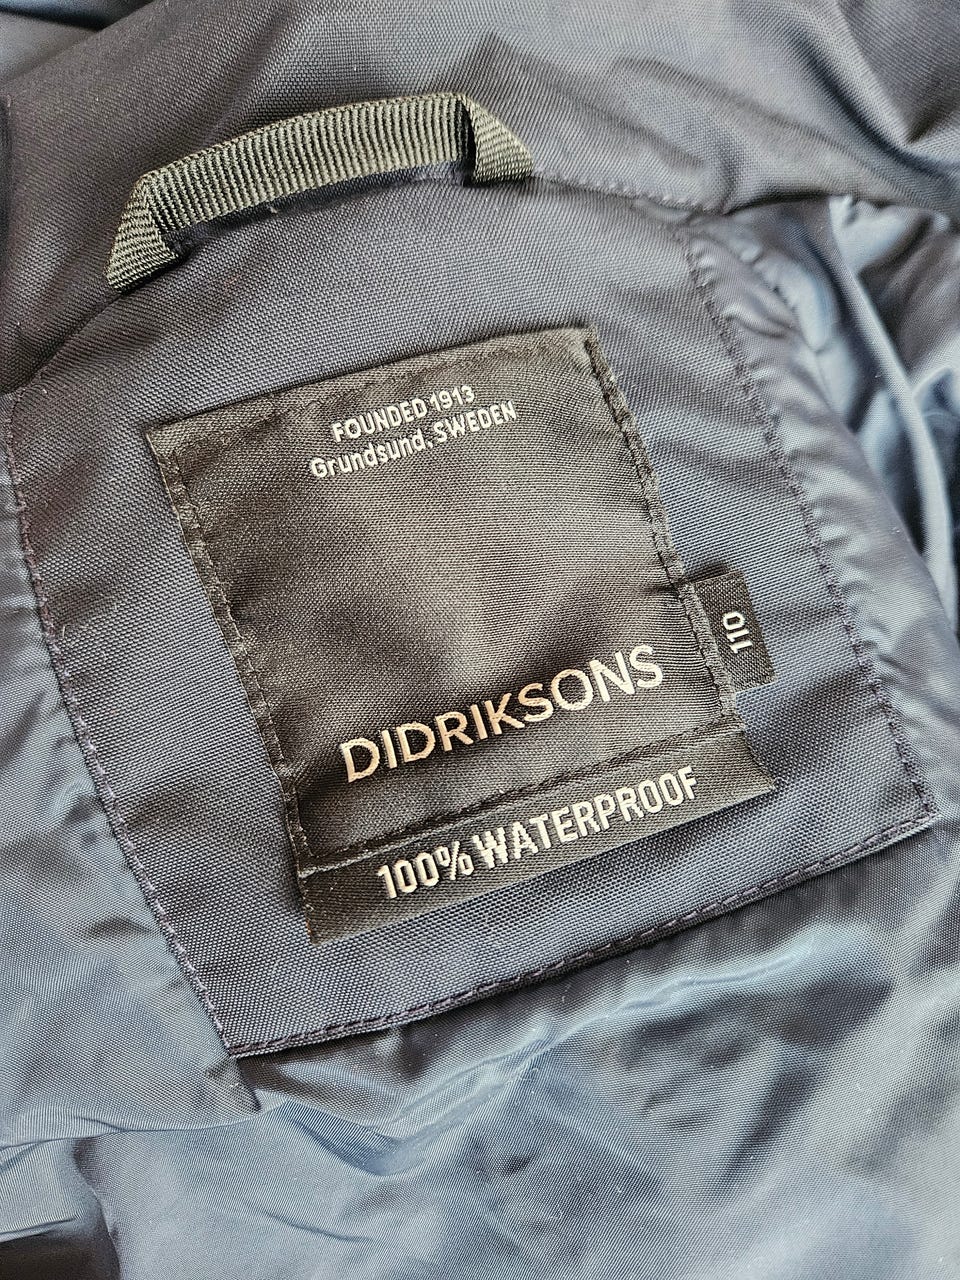 FOUNDED 1913
Grundsund, SWEDEN
DIDRIKSONS
110
100% WATERPROOF